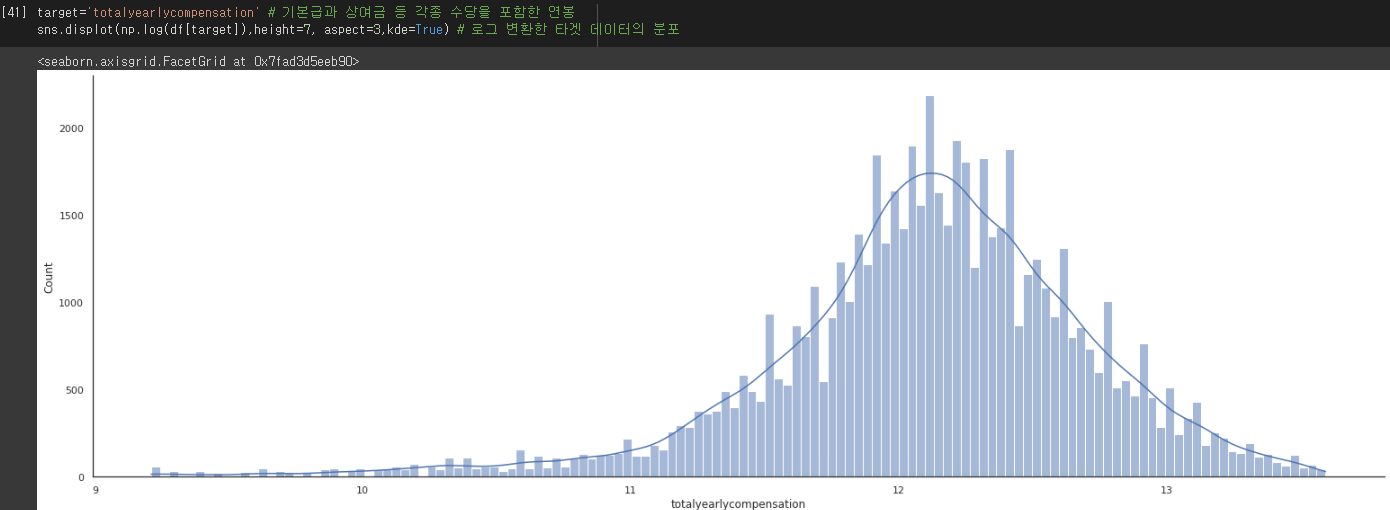 [41] target='totalyearlycompensation' # 기본급과 상여금 등 각종 수당을 포함한 연봉
sns.displot(np.log(df[target]),height=7, aspect=3,kde=True) # 로그 변환한 타겟 데이터의 분포
<seaborn.axisgrid.FacetGrid at 0x7fad3d5eeb90>
2000
1500
1000
500
0
Count
9 10 11 12 13
totalyearlycompensation